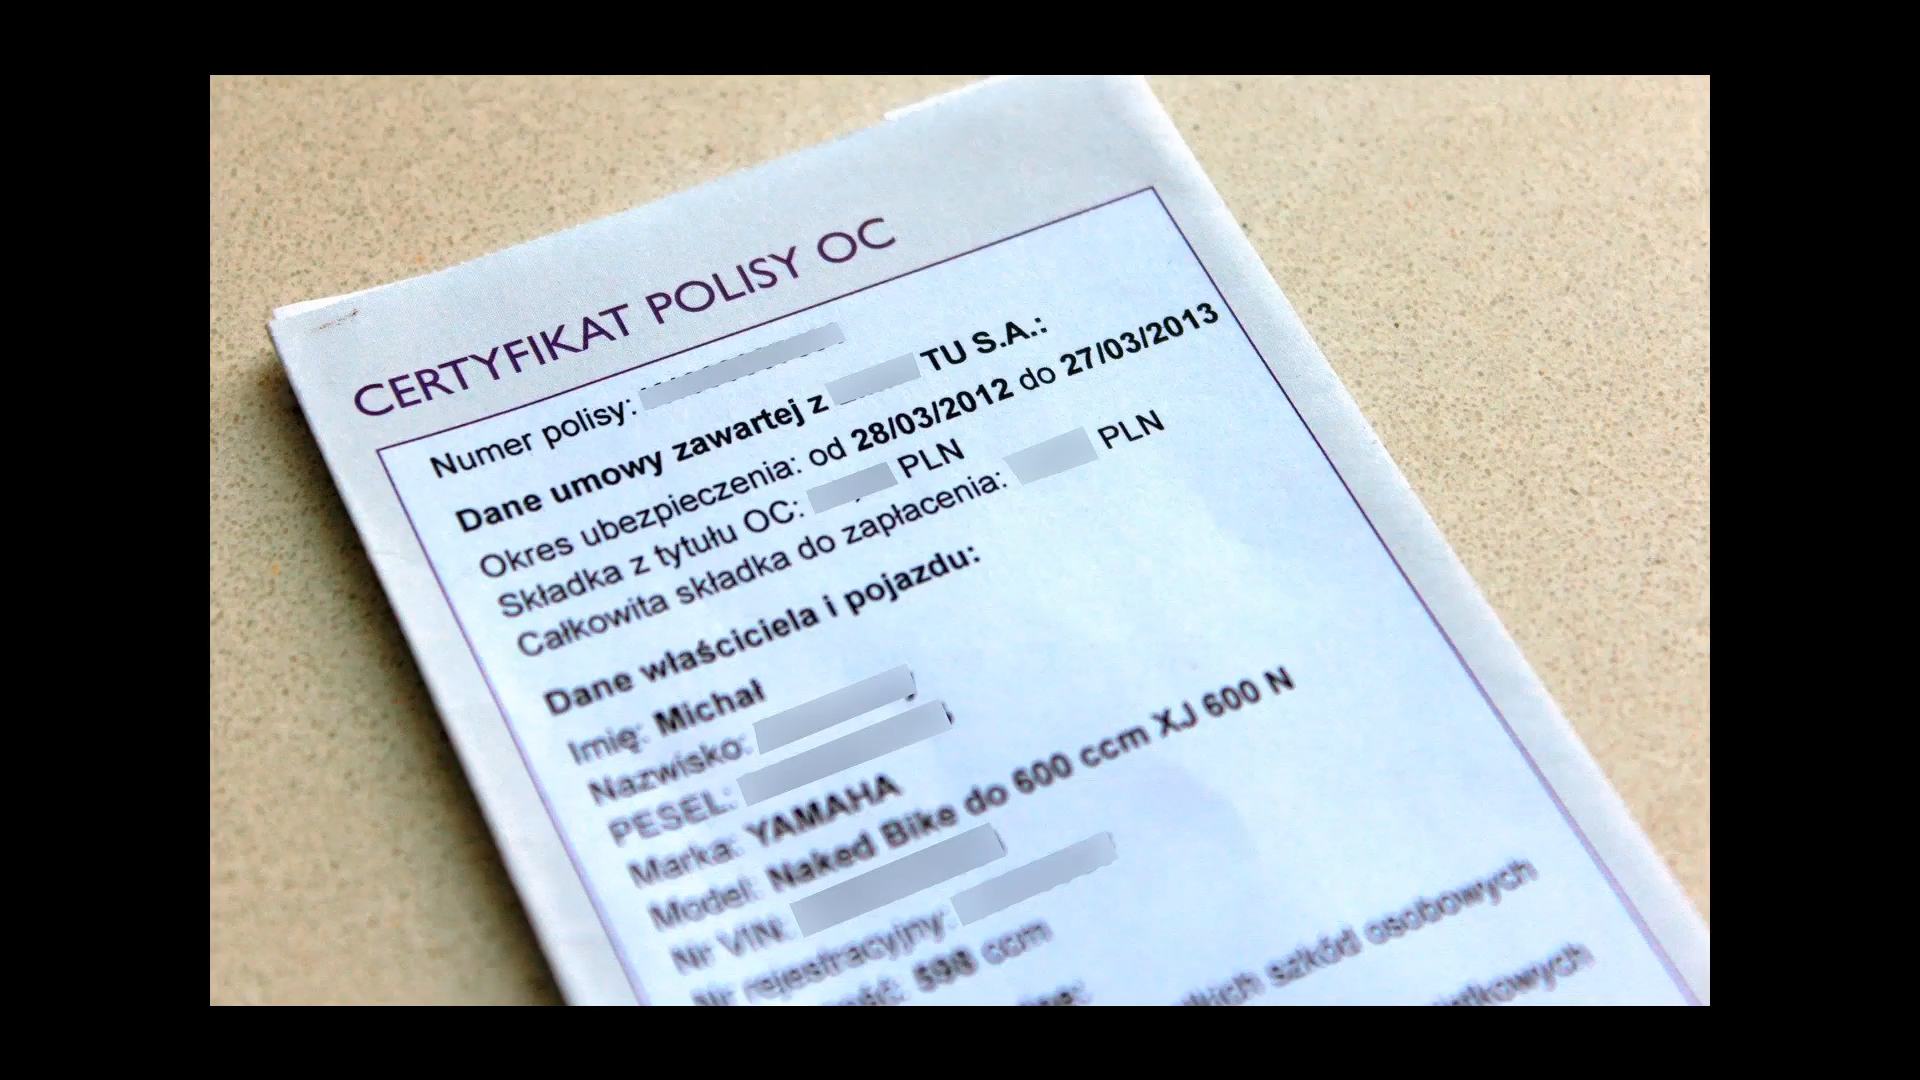 CERTYFIKAT POLISY OC
Numer polisy:
Dane umowy zawartej z TU S.A.:
Okres ubezpieczenia: od 28/03/2012 do 27/03/2013
Składka z tytułu OC: PLN
Całkowita składka do zapłacenia: PLN
Dane właściciela i pojazdu:
Imię: Michał
Nazwisko:
PESEL:
Marka: YAMAHA
Model: Naked Bike do 600 ccm XJ 600 N
Nr VIN:
Nr rejestracyjny:
598 ccm
szkód osobowych